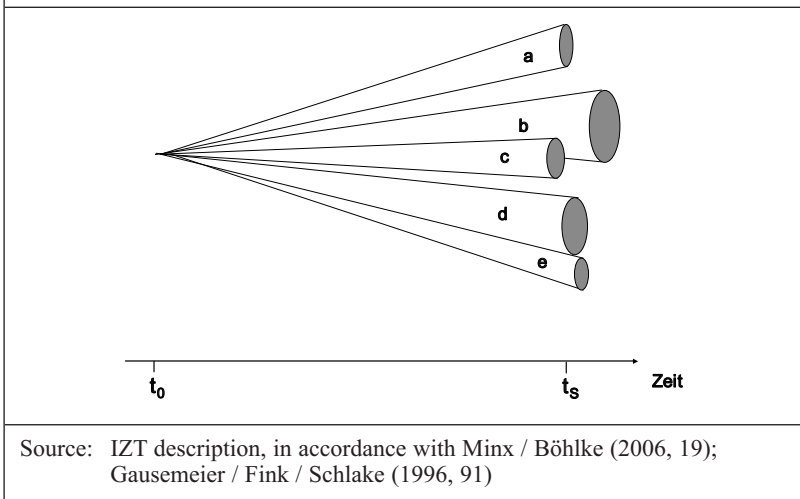 a
b
c
d
e
t0
tS
Zeit
Source: IZT description, in accordance with Minx / Böhlke (2006, 19);
Gausemeier / Fink / Schlake (1996, 91)